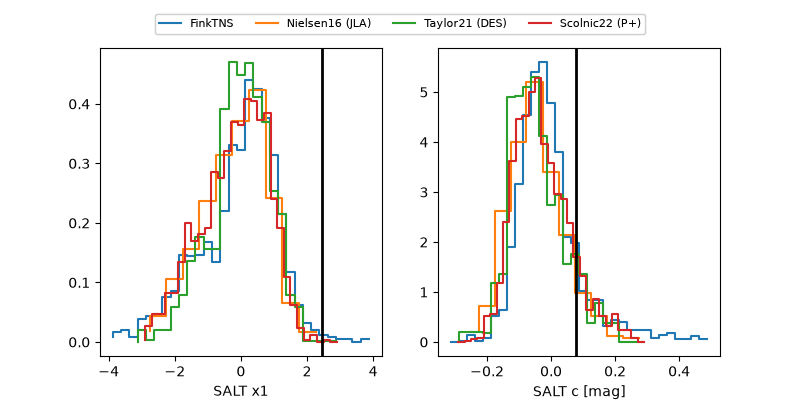 FinkTNS Nielsen16 (JLA) Taylor21 (DES) Scolnic22 (P+)
0.4
0.3
0.2
0.1
0.0
−4 −2 0 2 4
SALT x1
5
4
3
2
1
0
−0.2 0.0 0.2 0.4
SALT c [mag]